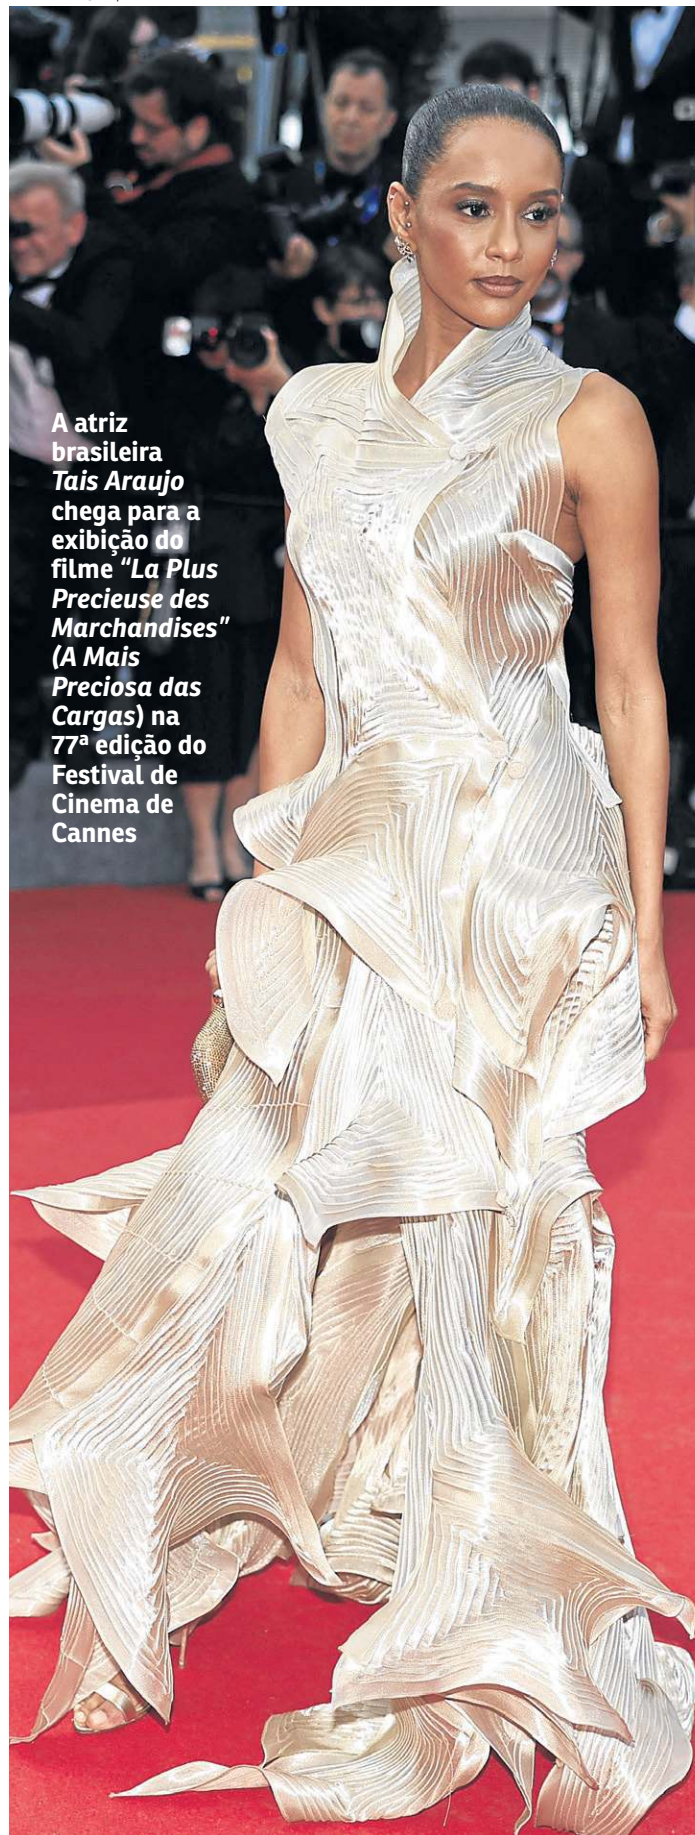 A atriz
brasileira
Tais Araujo
chega para a
exibição do
filme “La Plus
Precieuse des
Marchandises”
(A Mais
Preciosa das
Cargas) na
77ª edição do
Festival de
Cinema de
Cannes